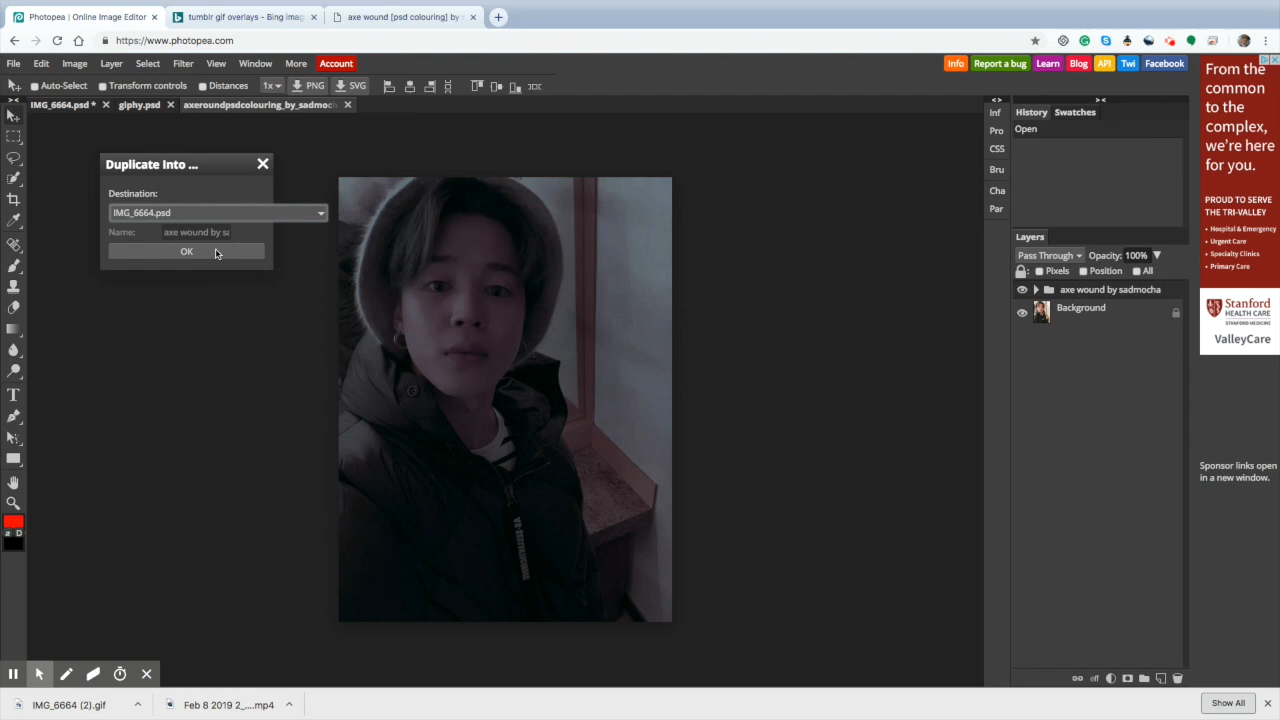 Photopea | Online Image Editor
tumblr gif overlays - Bing imag
axe wound [psd colouring] by s
https://www.photopea.com
File Edit Image Layer Select Filter View Window More Account
Info Report a bug Learn Blog API Twi Facebook
Auto-Select Transform controls Distances 1x PNG SVG
IMG_6664.psd * giphy.psd axeroundpsdcolouring_by_sadmoch
Duplicate Into ...
Destination:
IMG_6664.psd
Name: axe wound by sa
OK
Inf
Pro
CSS
Bru
Cha
Par
History Swatches
Open
Layers
Pass Through Opacity: 100%
Pixels Position All
axe wound by sadmocha
Background
From the
common
to the
complex,
we're here
for you.
PROUD TO SERVE
THE TRI-VALLEY
• Hospital & Emergency
• Urgent Care
• Specialty Clinics
• Primary Care
Stanford
HEALTH CARE
STANFORD MEDICINE
ValleyCare
Sponsor links open
in a new window.
D
eff
IMG_6664 (2).gif
Feb 8 2019 2_....mp4
Show All